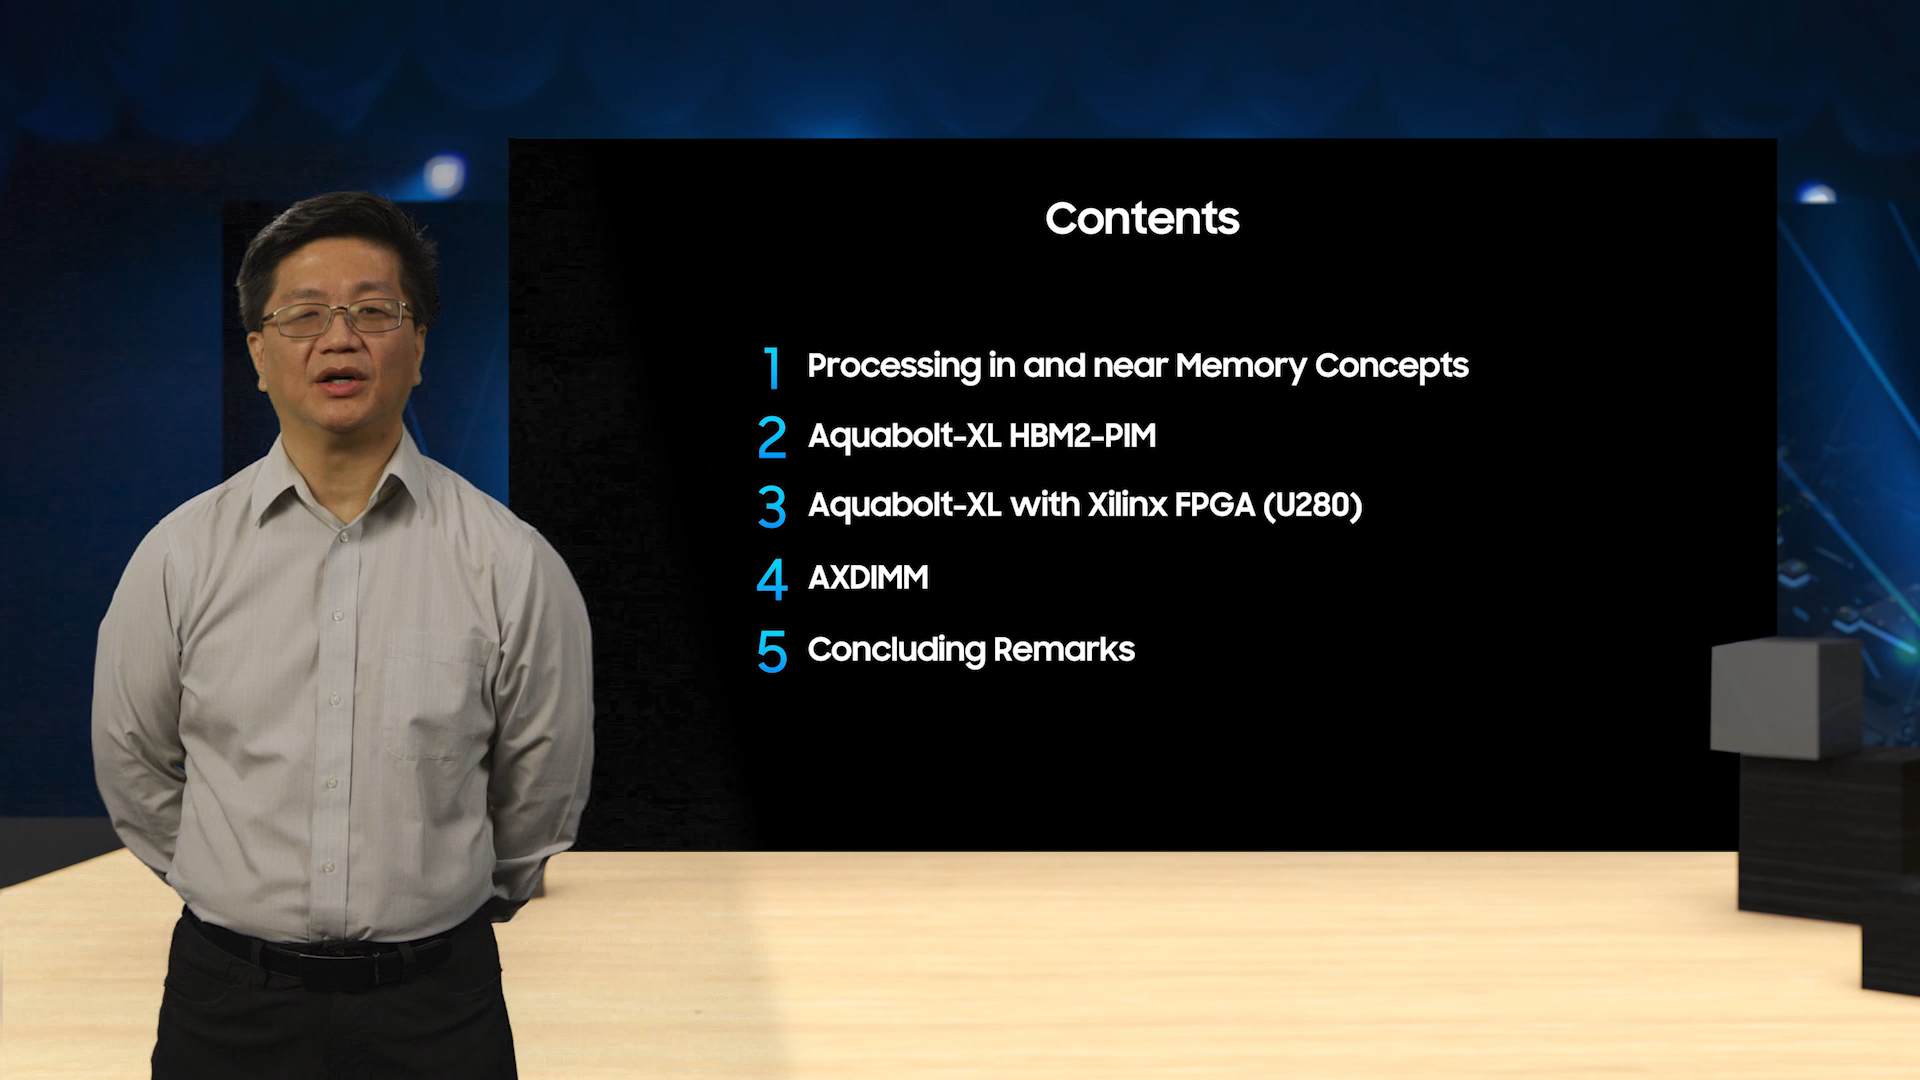 Contents
1 Processing in and near Memory Concepts
2 Aquabolt-XL HBM2-PIM
3 Aquabolt-XL with Xilinx FPGA (U280)
4 AXDIMM
5 Concluding Remarks